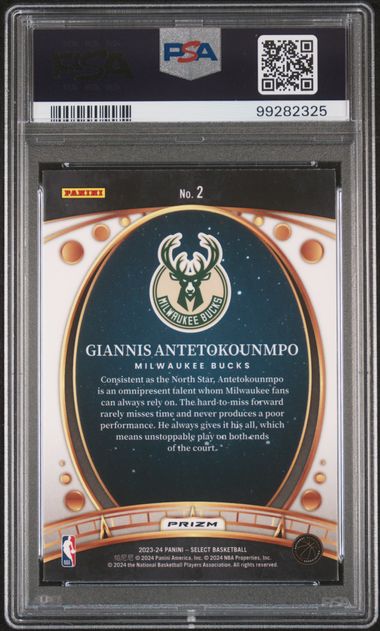 PSA
PSA
99282325
PANINI
No. 2
MILWAUKEE BUCKS
GIANNIS ANTETOKOUNMPO
MILWAUKEE BUCKS
Consistent as the North Star, Antetokounmpo
is an omnipresent talent whom Milwaukee fans
can always rely on. The hard-to-miss forward
rarely misses time and never produces a poor
performance. He always gives it his all, which
means unstoppable play on both ends
of the court.
PRIZM
2023-24 PANINI – SELECT BASKETBALL
© 2024 Panini America, Inc. © 2024 NBA Properties, Inc.
© 2024 the National Basketball Players Association. All rights reserved.